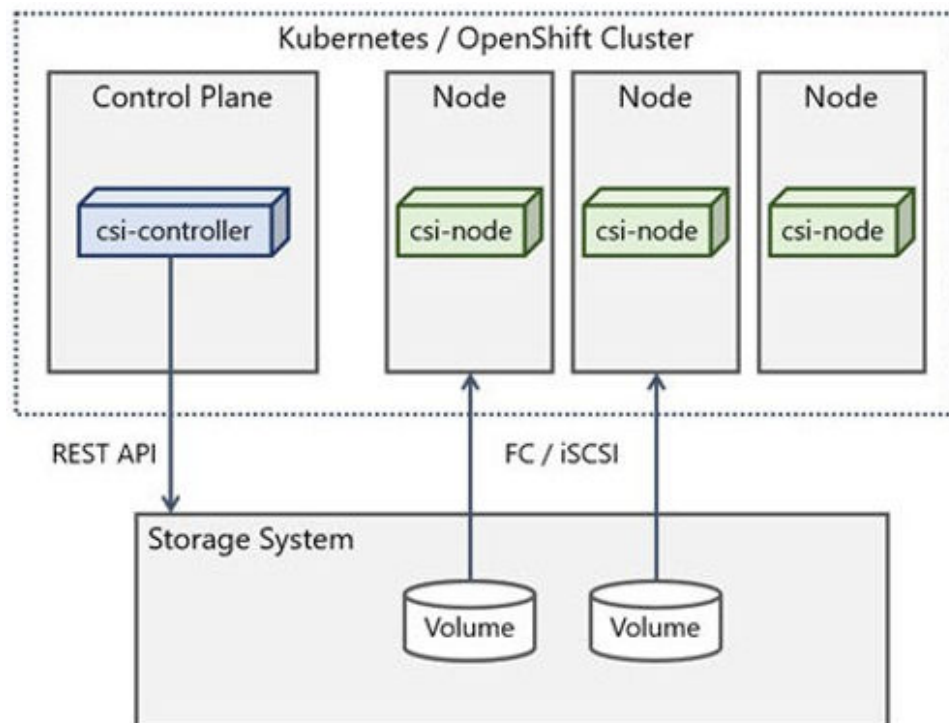 Kubernetes / OpenShift Cluster
Control Plane
Node
Node
Node
csi-controller
csi-node
csi-node
csi-node
REST API
FC / iSCSI
Storage System
Volume
Volume